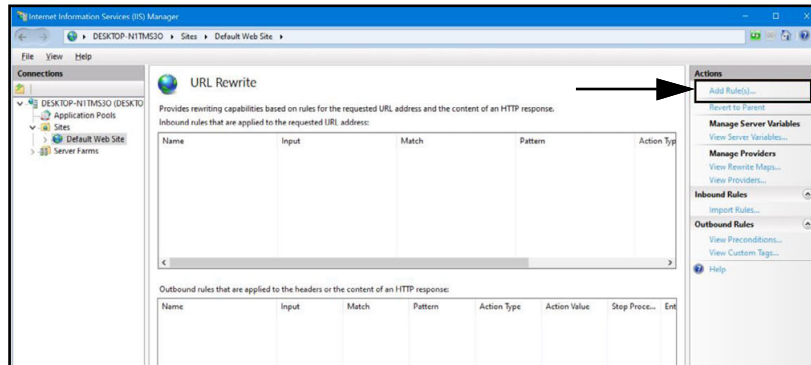 Internet Information Services (IIS) Manager
DESKTOP-N1TMS3O
Sites
Default Web Site
File View Help
Connections
DESKTOP-N1TMS3O (DESKTO
Application Pools
Sites
Default Web Site
Server Farms
URL Rewrite
Provides rewriting capabilities based on rules for the requested URL address and the content of an HTTP response.
Inbound rules that are applied to the requested URL address:
Name Input Match Pattern Action Typ
Outbound rules that are applied to the headers or the content of an HTTP response:
Name Input Match Pattern Action Type Action Value Stop Proce... Ent
Actions
Add Rule(s)...
Revert to Parent
Manage Server Variables
View Server Variables...
Manage Providers
View Rewrite Maps...
View Providers...
Inbound Rules
Import Rules...
Outbound Rules
View Preconditions...
View Custom Tags...
Help